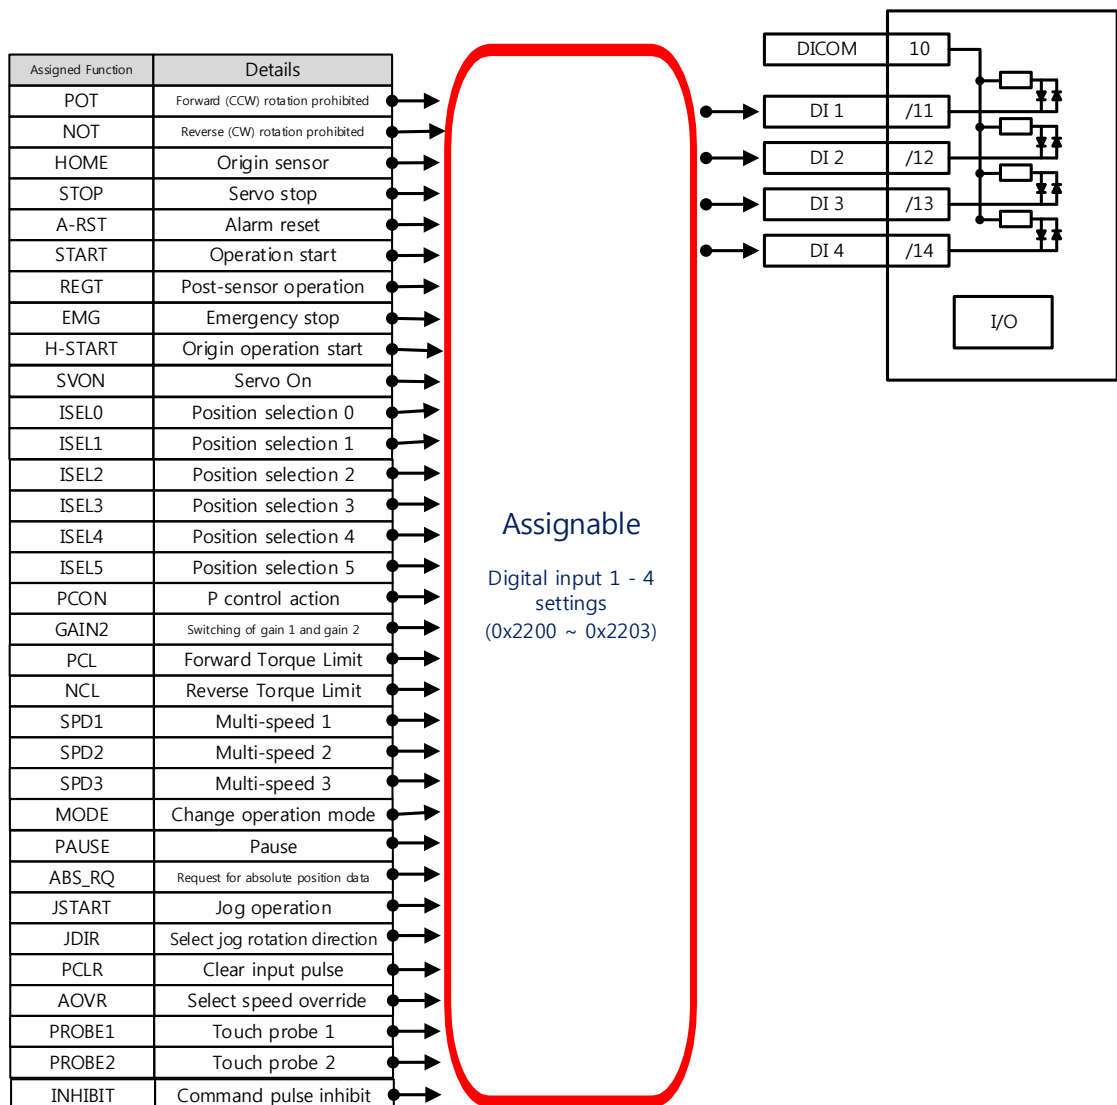 Assigned Function Details
POT Forward (CCW) rotation prohibited
NOT Reverse (CW) rotation prohibited
HOME Origin sensor
STOP Servo stop
A-RST Alarm reset
START Operation start
REGT Post-sensor operation
EMG Emergency stop
H-START Origin operation start
SVON Servo On
ISEL0 Position selection 0
ISEL1 Position selection 1
ISEL2 Position selection 2
ISEL3 Position selection 3
ISEL4 Position selection 4
ISEL5 Position selection 5
PCON P control action
GAIN2 Switching of gain 1 and gain 2
PCL Forward Torque Limit
NCL Reverse Torque Limit
SPD1 Multi-speed 1
SPD2 Multi-speed 2
SPD3 Multi-speed 3
MODE Change operation mode
PAUSE Pause
ABS_RQ Request for absolute position data
JSTART Jog operation
JDIR Select jog rotation direction
PCLR Clear input pulse
AOVR Select speed override
PROBE1 Touch probe 1
PROBE2 Touch probe 2
INHIBIT Command pulse inhibit
Assignable
Digital input 1 - 4
settings
(0x2200 ~ 0x2203)
DICOM 10
DI 1 /11
DI 2 /12
DI 3 /13
DI 4 /14
I/O